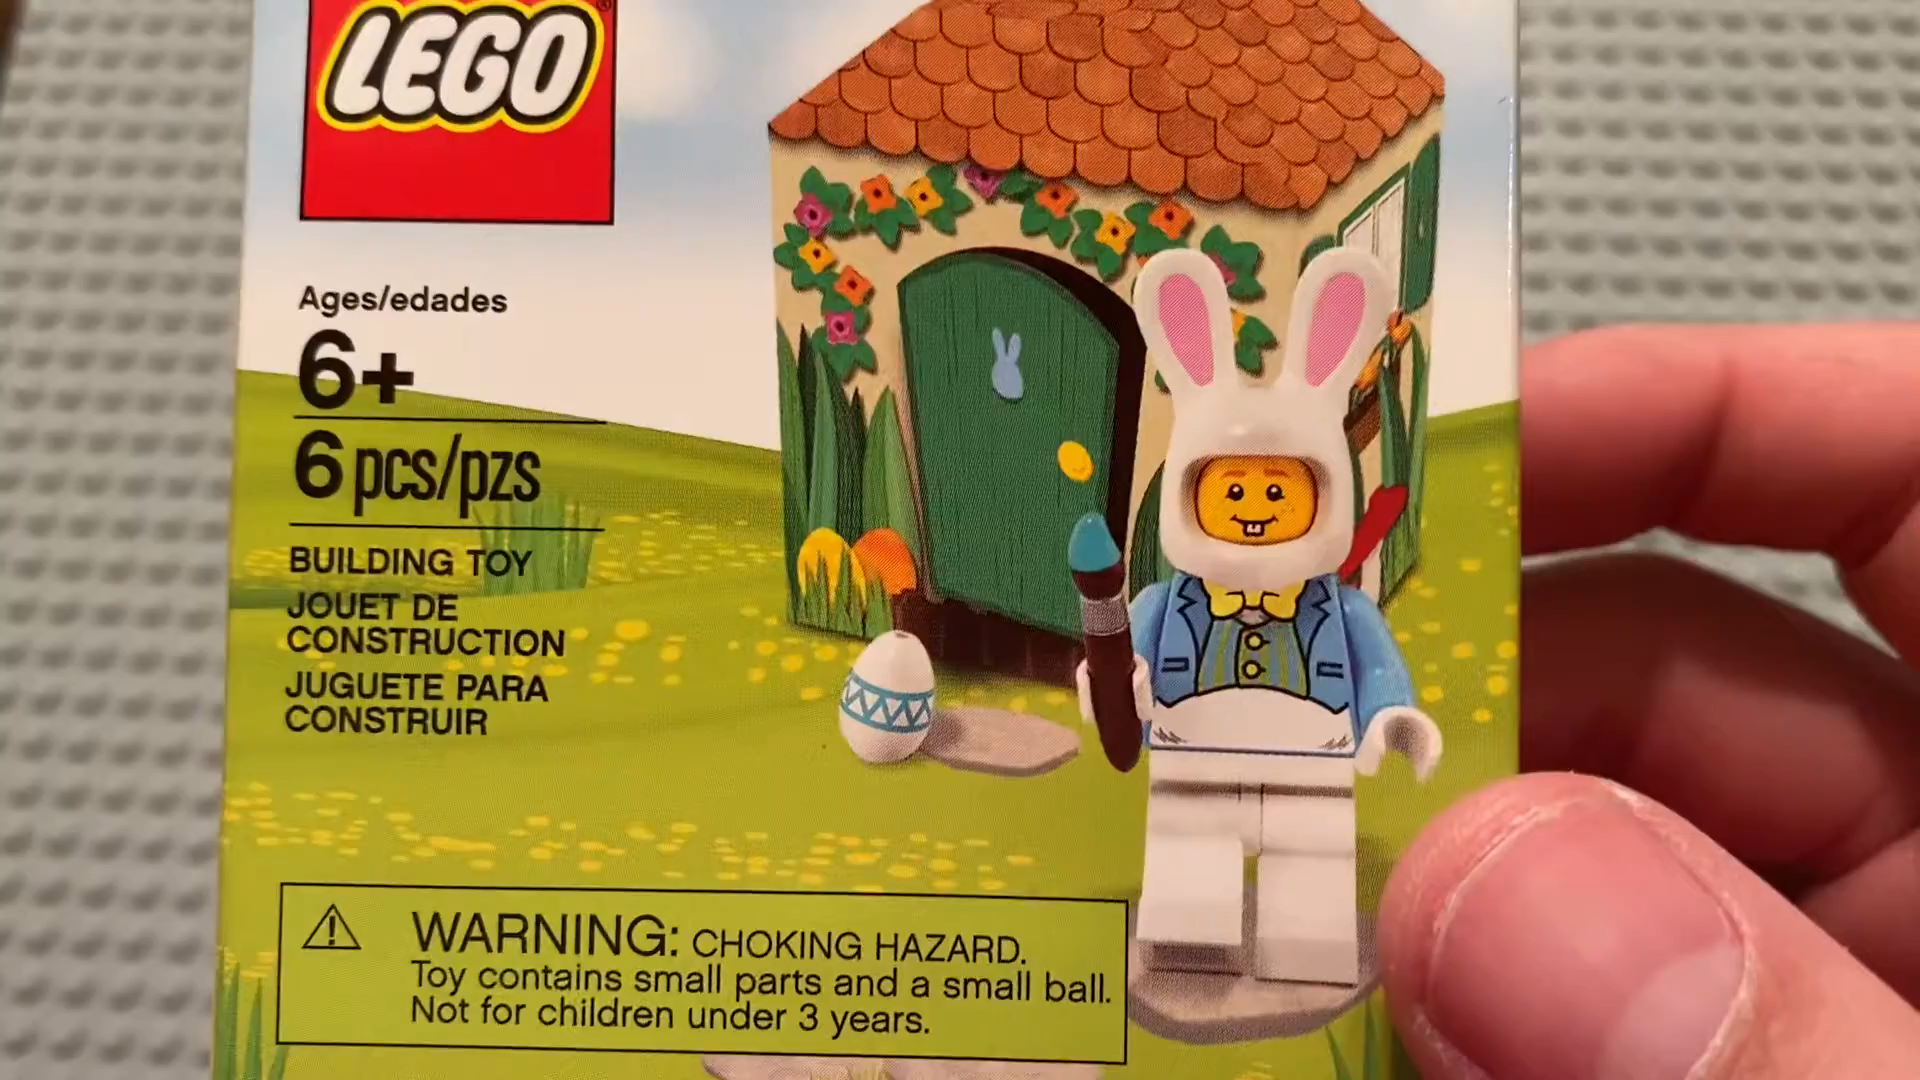 LEGO®
Ages/edades
6+
6 pcs/pzs
BUILDING TOY
JOUET DE
CONSTRUCTION
JUGUETE PARA
CONSTRUIR
WARNING: CHOKING HAZARD.
Toy contains small parts and a small ball.
Not for children under 3 years.